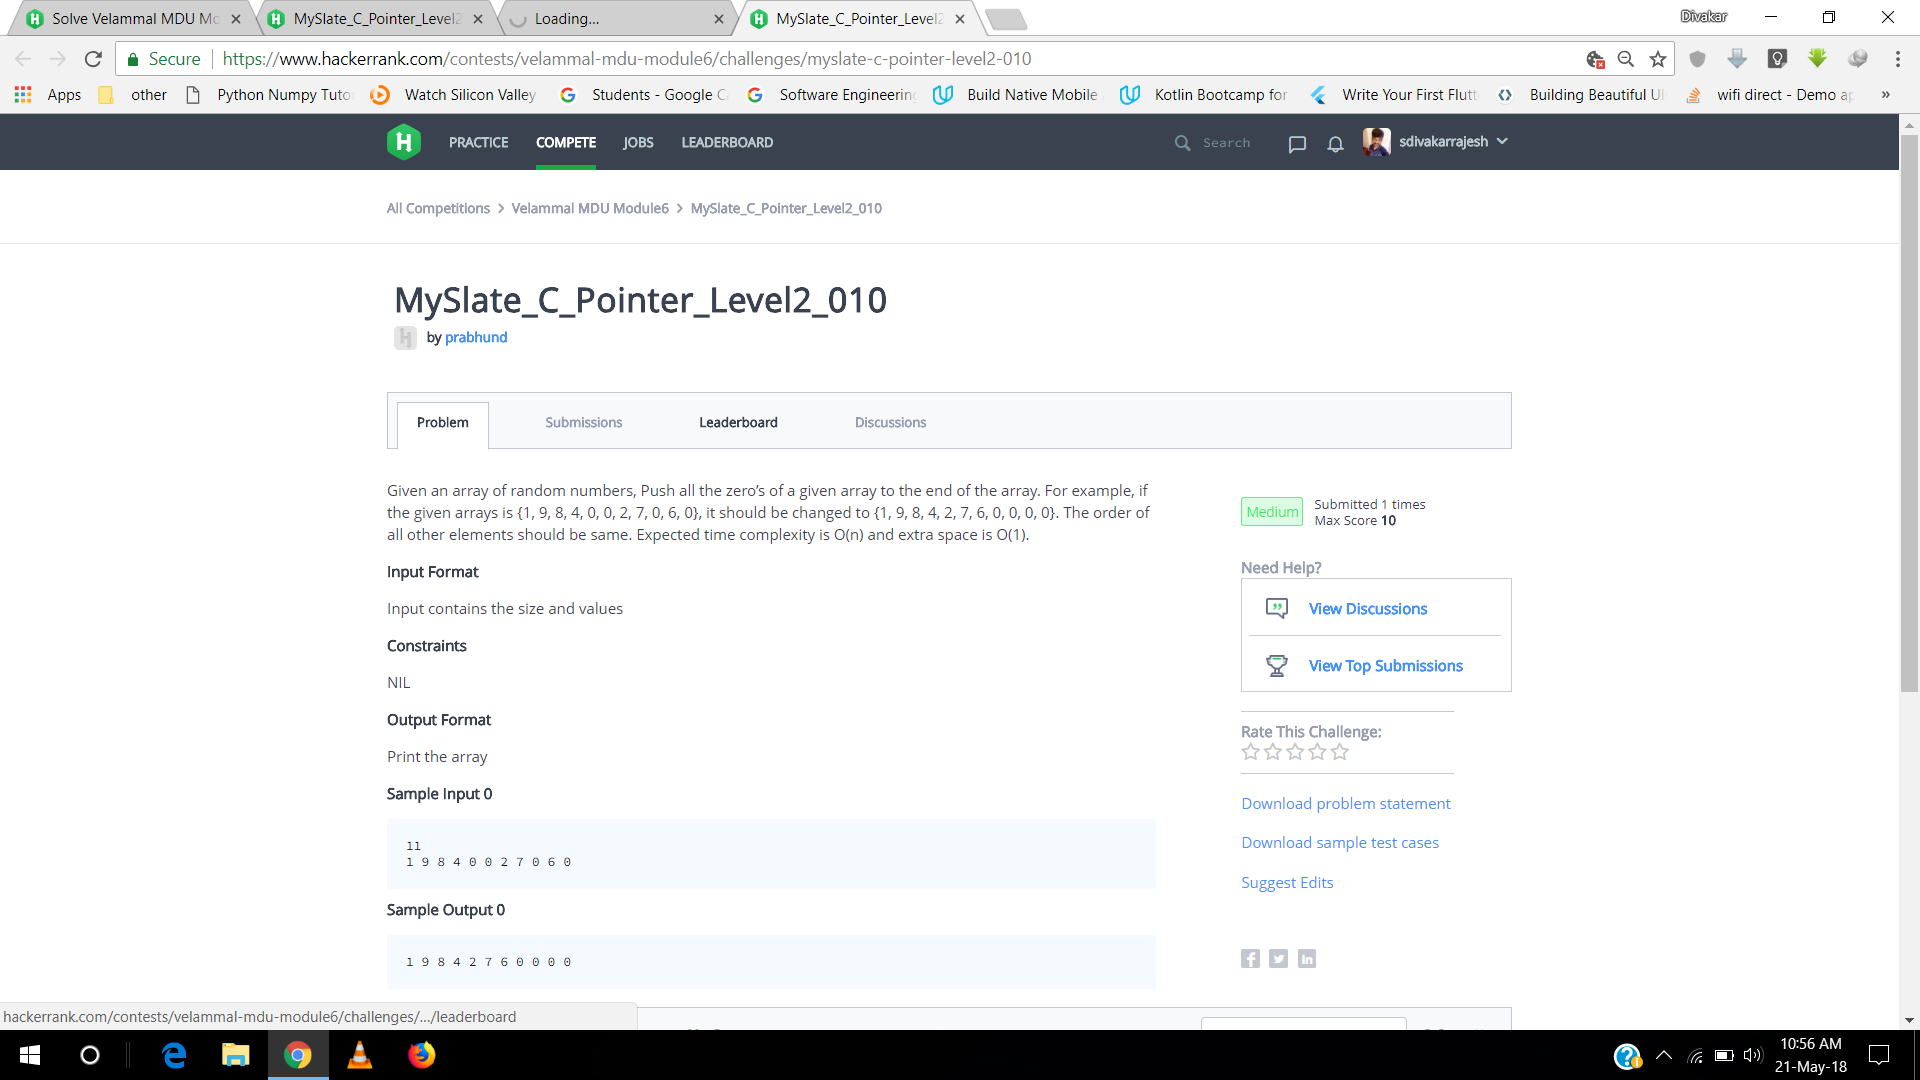 Solve Velammal MDU Mo
MySlate_C_Pointer_Level2
Loading...
MySlate_C_Pointer_Level2
Divakar
Secure
https://www.hackerrank.com/contests/velammal-mdu-module6/challenges/myslate-c-pointer-level2-010
Apps
other
Python Numpy Tuto
Watch Silicon Valley
Students - Google C
Software Engineering
Build Native Mobile
Kotlin Bootcamp for
Write Your First Flutt
Building Beautiful UI
wifi direct - Demo ap
»
PRACTICE
COMPETE
JOBS
LEADERBOARD
Search
sdivakarrajesh
All Competitions > Velammal MDU Module6 > MySlate_C_Pointer_Level2_010
MySlate_C_Pointer_Level2_010
by prabhund
Problem
Submissions
Leaderboard
Discussions
Given an array of random numbers, Push all the zero’s of a given array to the end of the array. For example, if
the given arrays is {1, 9, 8, 4, 0, 0, 2, 7, 0, 6, 0}, it should be changed to {1, 9, 8, 4, 2, 7, 6, 0, 0, 0, 0}. The order of
all other elements should be same. Expected time complexity is O(n) and extra space is O(1).
Input Format
Input contains the size and values
Constraints
NIL
Output Format
Print the array
Sample Input 0
11
1 9 8 4 0 0 2 7 0 6 0
Sample Output 0
1 9 8 4 2 7 6 0 0 0 0
Medium
Submitted 1 times
Max Score 10
Need Help?
View Discussions
View Top Submissions
Rate This Challenge:
Download problem statement
Download sample test cases
Suggest Edits
hackerrank.com/contests/velammal-mdu-module6/challenges/.../leaderboard
10:56 AM
21-May-18